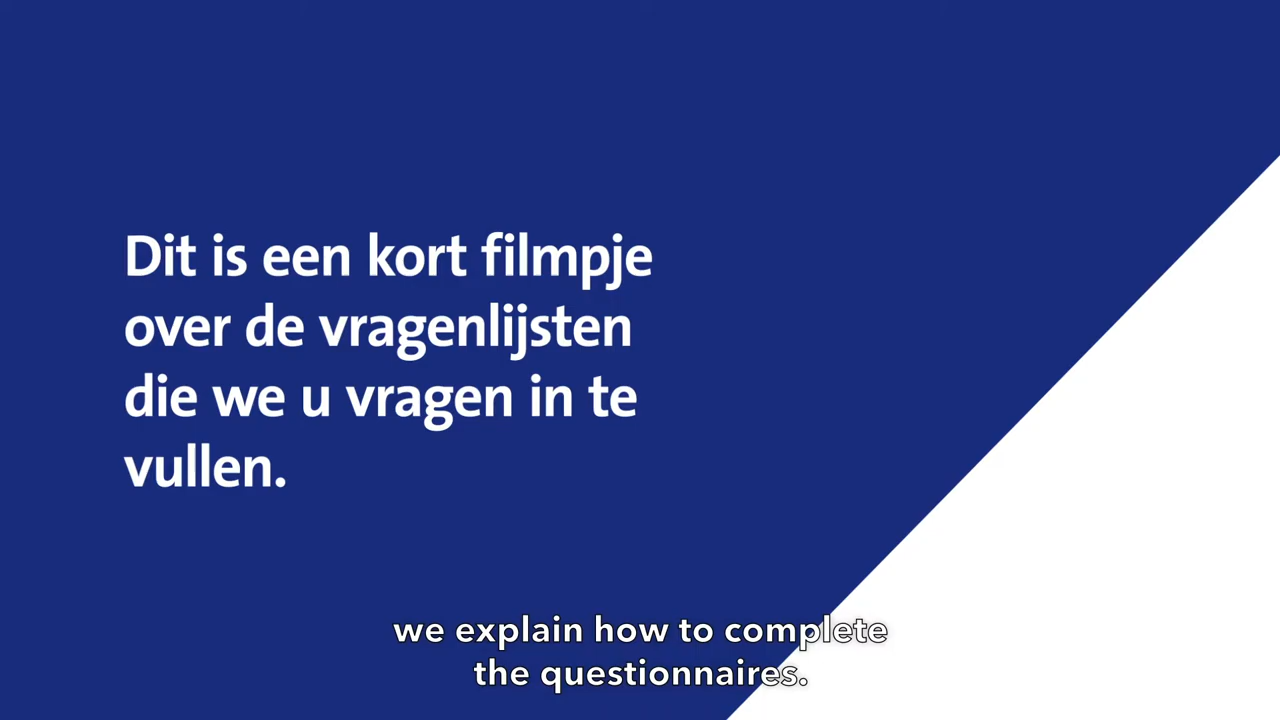 Dit is een kort filmpje
over de vragenlijsten
die we u vragen in te
vullen.
we explain how to complete
the questionnaires.